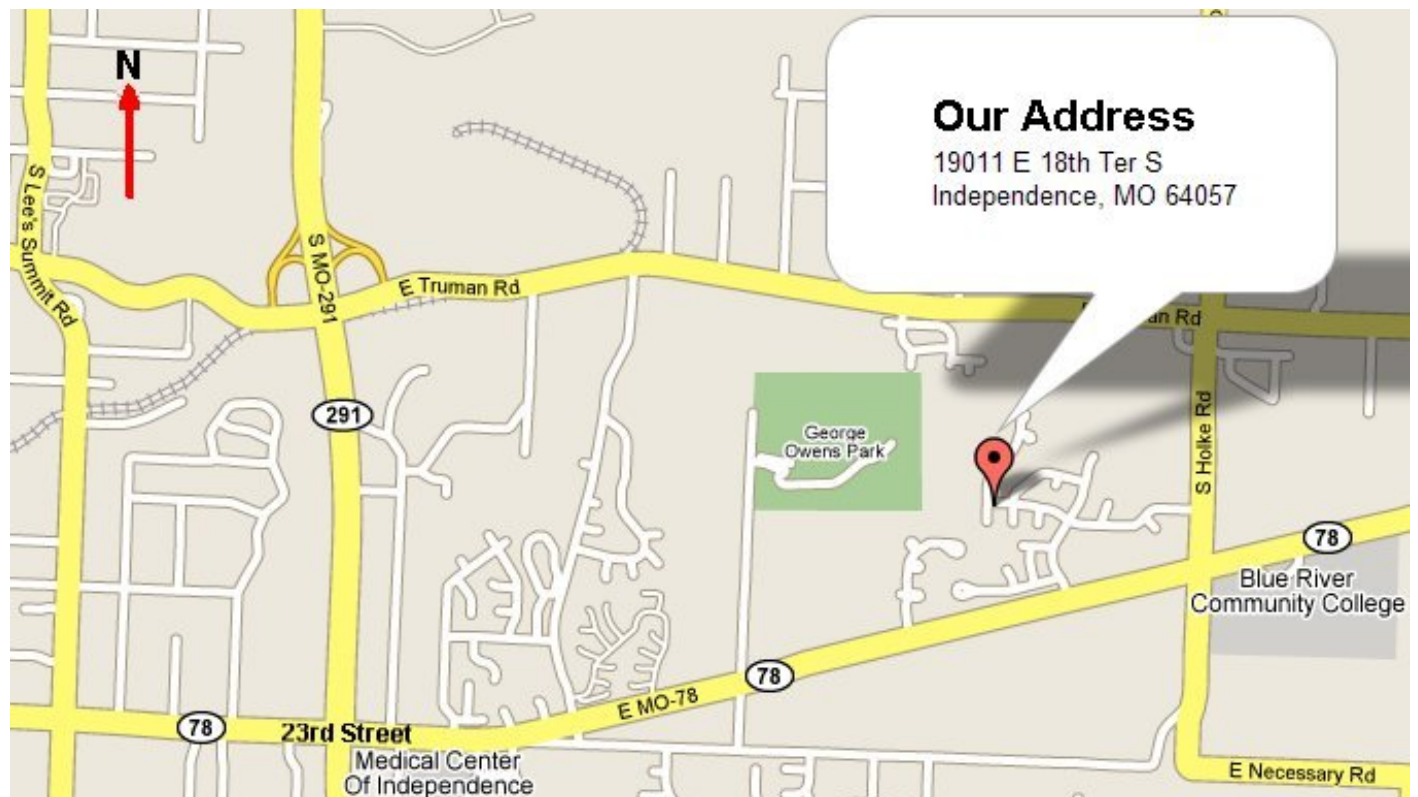 N
Our Address
19011 E 18th Ter S
Independence, MO 64057
S Lee's Summit Rd
S MO-291
E Truman Rd
an Rd
291
George
Owens Park
S Holke Rd
78
Blue River
Community College
78
E MO-78
78
23rd Street
Medical Center
Of Independence
E Necessary Rd